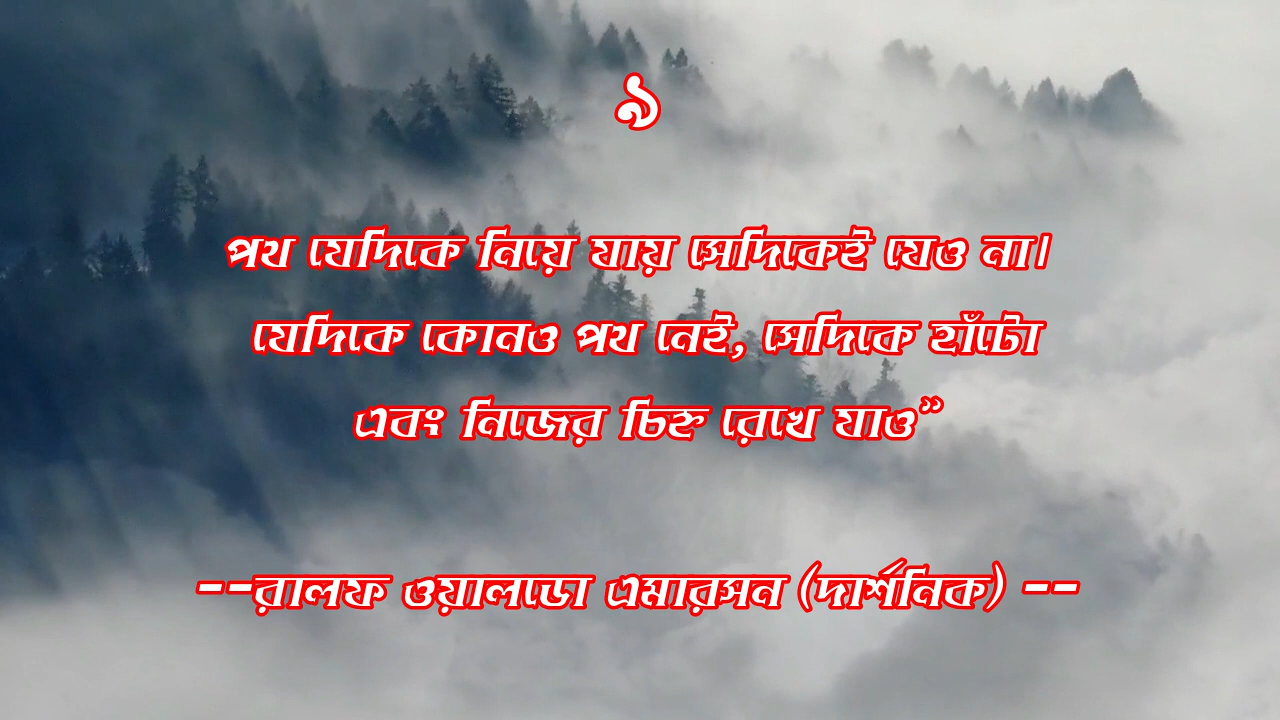 ৯
পথ যেদিকে নিয়ে যায় সেদিকেই যেও না।
যেদিকে কোনও পথ নেই, সেদিকে হাঁটো
এবং নিজের চিহ্ন রেখে যাও”
--রালফ ওয়ালডো এমারসন (দার্শনিক) --